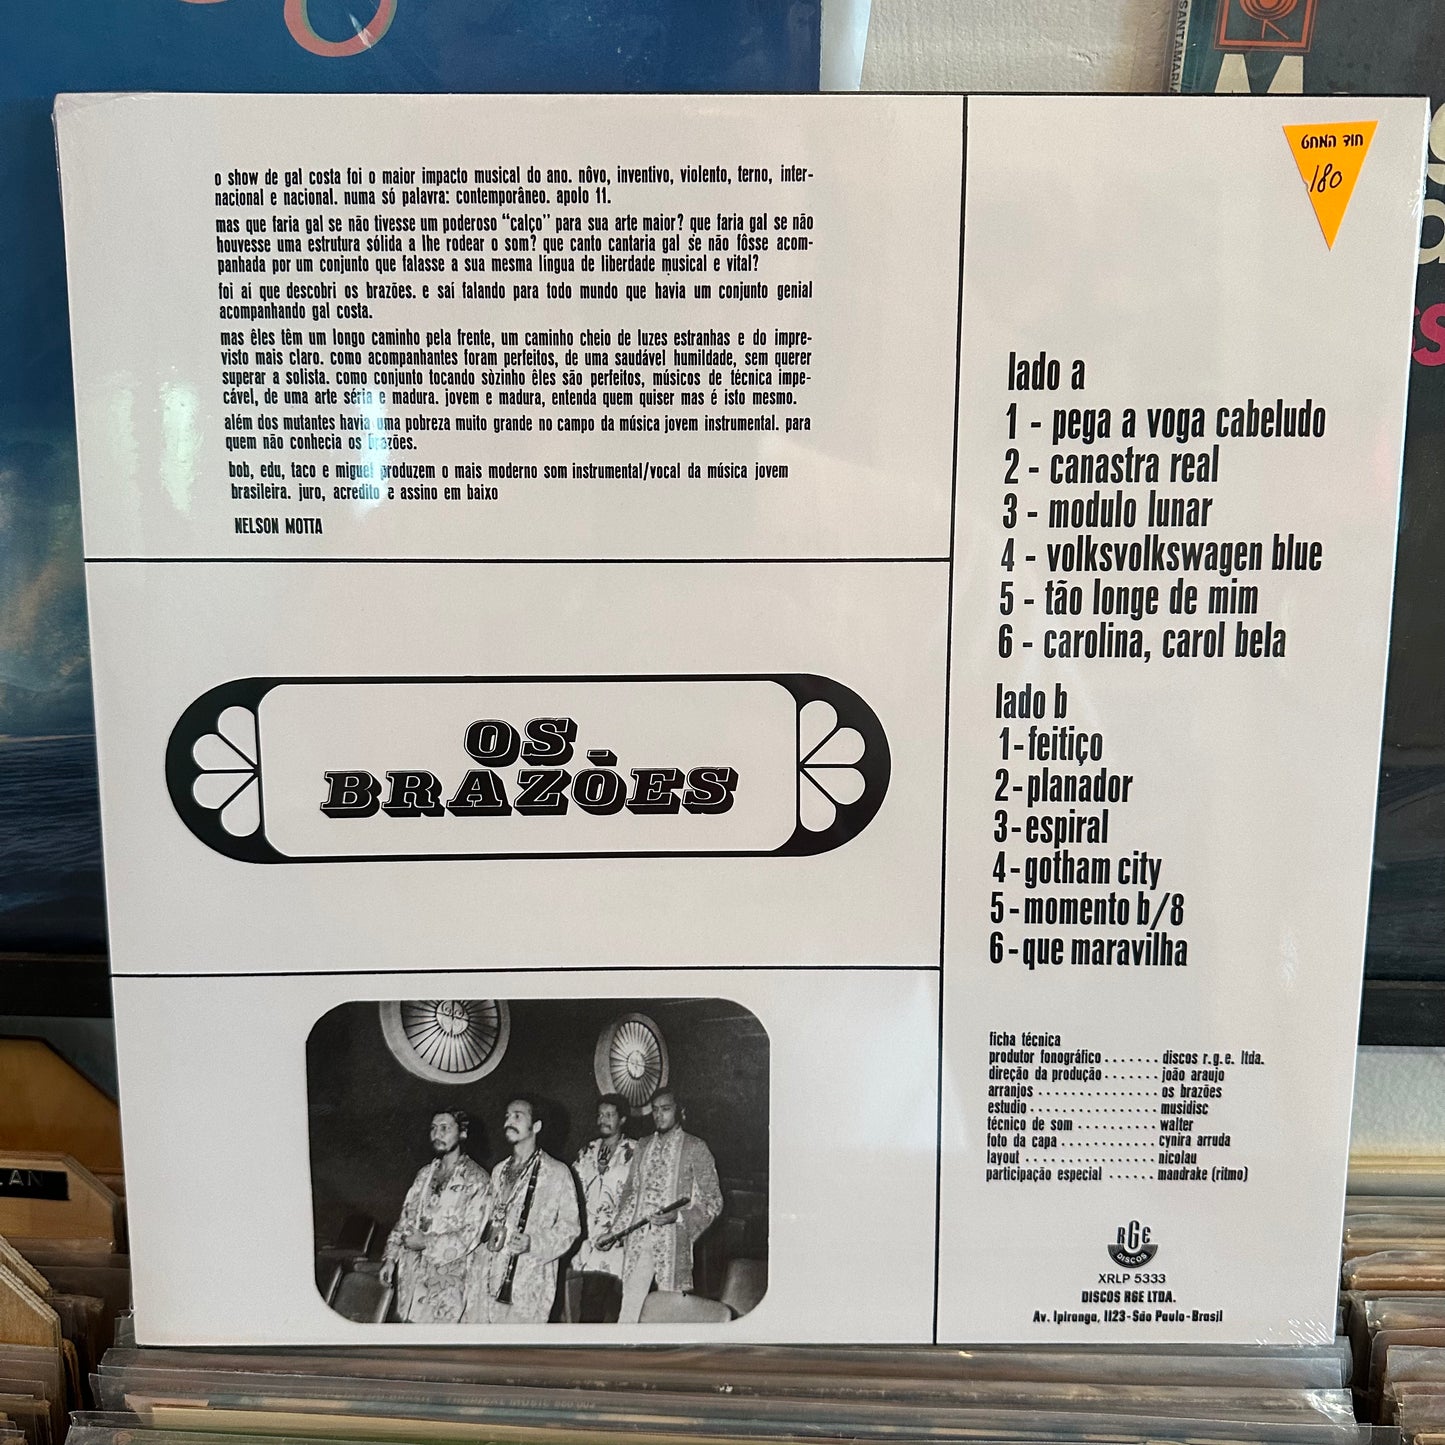 o show de gal costa foi o maior impacto musical do ano. nôvo, inventivo, violento, terno, inter-
nacional e nacional. numa só palavra: contemporâneo. apolo 11.
mas que faria gal se não tivesse um poderoso "calço" para sua arte maior? que faria gal se não
houvesse uma estrutura sólida a lhe rodear o som? que canto cantaria gal se não fôsse acom-
panhada por um conjunto que falasse a sua mesma lingua de liberdade musical e vital?
foi aí que descobri os brazões. e saí falando para todo mundo que havia um conjunto genial
acompanhando gal costa.
mas êles têm um longo caminho pela frente, um caminho cheio de luzes estranhas e do impre-
visto mais claro. como acompanhantes foram perfeitos, de uma saudável humildade, sem querer
superar a solista. como conjunto tocando sòzinho êles são perfeitos, músicos de técnica impe-
cável, de uma arte séria e madura. jovem e madura, entenda quem quiser mas é isto mesmo.
além dos mutantes havia uma pobreza muito grande no campo da música jovem instrumental. para
quem não conhecia os brazões.
bob, edu, taco e miguel produzem o mais moderno som instrumental/vocal da música jovem
brasileira. juro, acredito e assino em baixo
NELSON MOTTA
OS
BRAZÕES
חוד המחט
180
lado a
1 - pega a voga cabeludo
2 - canastra real
3 - modulo lunar
4 - volksvolkswagen blue
5 - tão longe de mim
6 - carolina, carol bela
lado b
1-feitiço
2-planador
3-espiral
4-gotham city
5-momento b/8
6-que maravilha
ficha técnica
produtor fonográfico . . . . . . . discos r.g.e. ltda.
direção da produção . . . . . . . joão araujo
arranjos . . . . . . . . . . . . . . . os brazões
estudio . . . . . . . . . . . . . . . . musidisc
técnico de som . . . . . . . . . . walter
foto da capa . . . . . . . . . . . . cynira arruda
layout . . . . . . . . . . . . . . . . . nicolau
participação especial . . . . . . mandrake (ritmo)
RGE
DISCOS
XRLP 5333
DISCOS RGE LTDA.
Av. Ipiranga, 1123-São Paulo-Brasil
SANTAMARIA
LAN